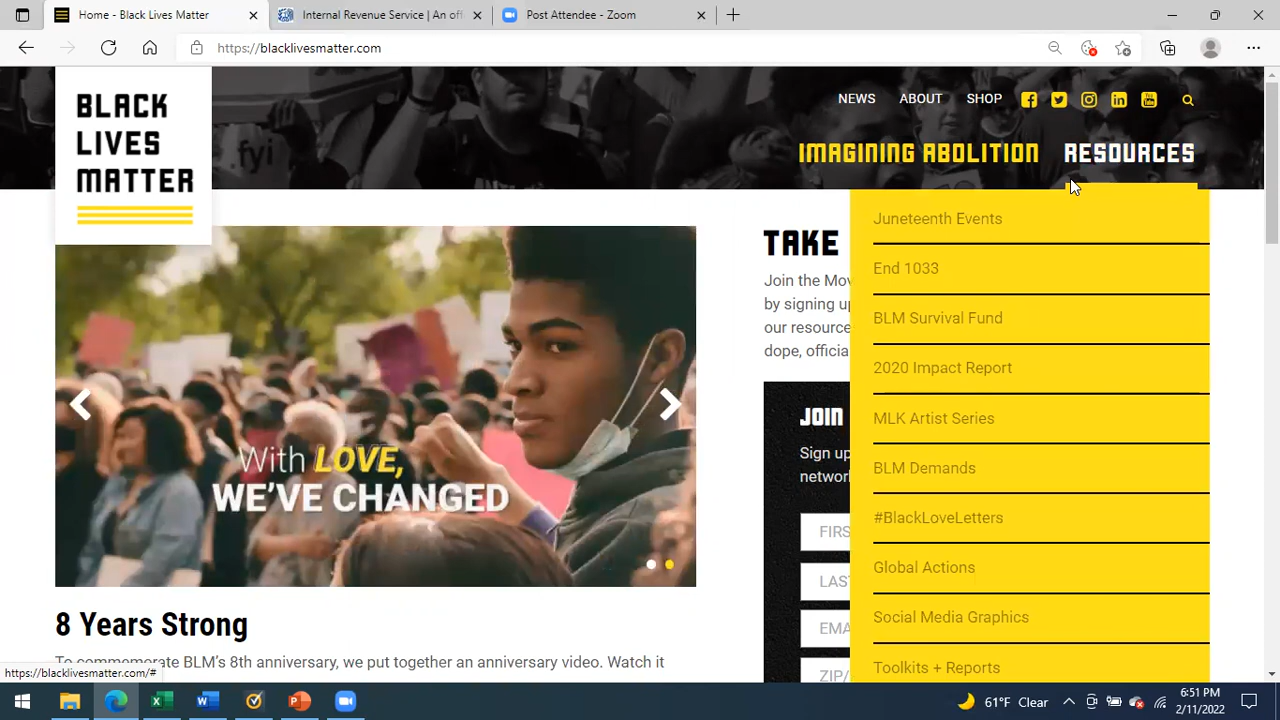 Home - Black Lives Matter
Internal Revenue Service | An of
Post Attendee - Zoom
https://blacklivesmatter.com
BLACK
LIVES
MATTER
NEWS ABOUT SHOP
IMAGINING ABOLITION RESOURCES
fyi
Juneteenth Events
End 1033
BLM Survival Fund
2020 Impact Report
MLK Artist Series
BLM Demands
#BlackLoveLetters
Global Actions
Social Media Graphics
Toolkits + Reports
With LOVE,
WE'VE CHANGED
TAKE
Join the Mov
by signing up
our resource
dope, officia
JOIN
Sign up
network
FIRS
LAST
EMA
ZIP/
8 Years Strong
To commemorate BLM's 8th anniversary, we put together an anniversary video. Watch it
https://blacklivesmatter.com/#
61°F Clear
6:51 PM
2/11/2022